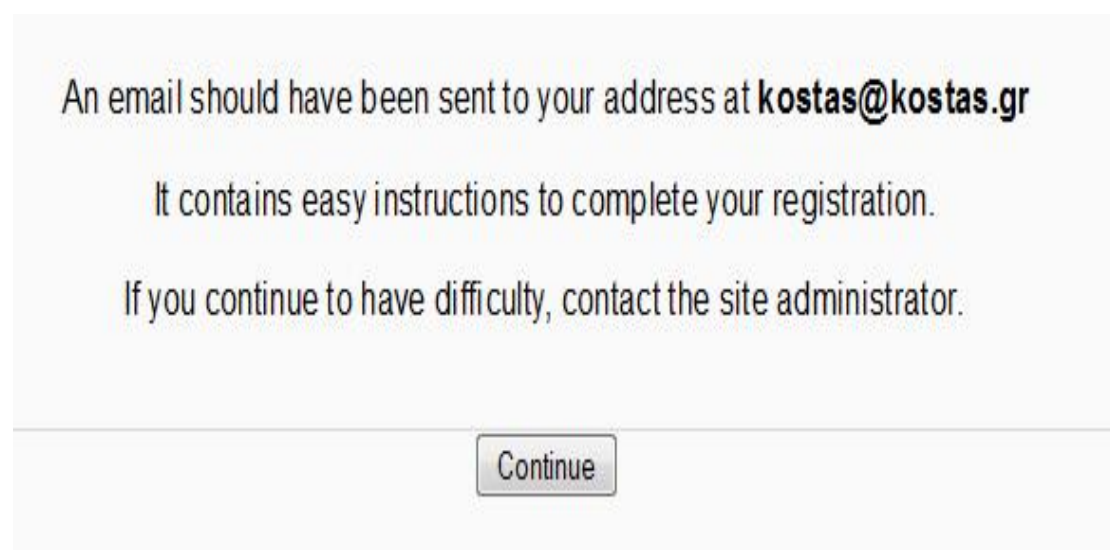 An email should have been sent to your address at kostas@kostas.gr
It contains easy instructions to complete your registration.
If you continue to have difficulty, contact the site administrator.
Continue